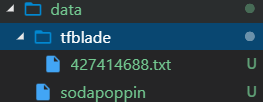 data
tfblade
427414688.txt U
sodapoppin U